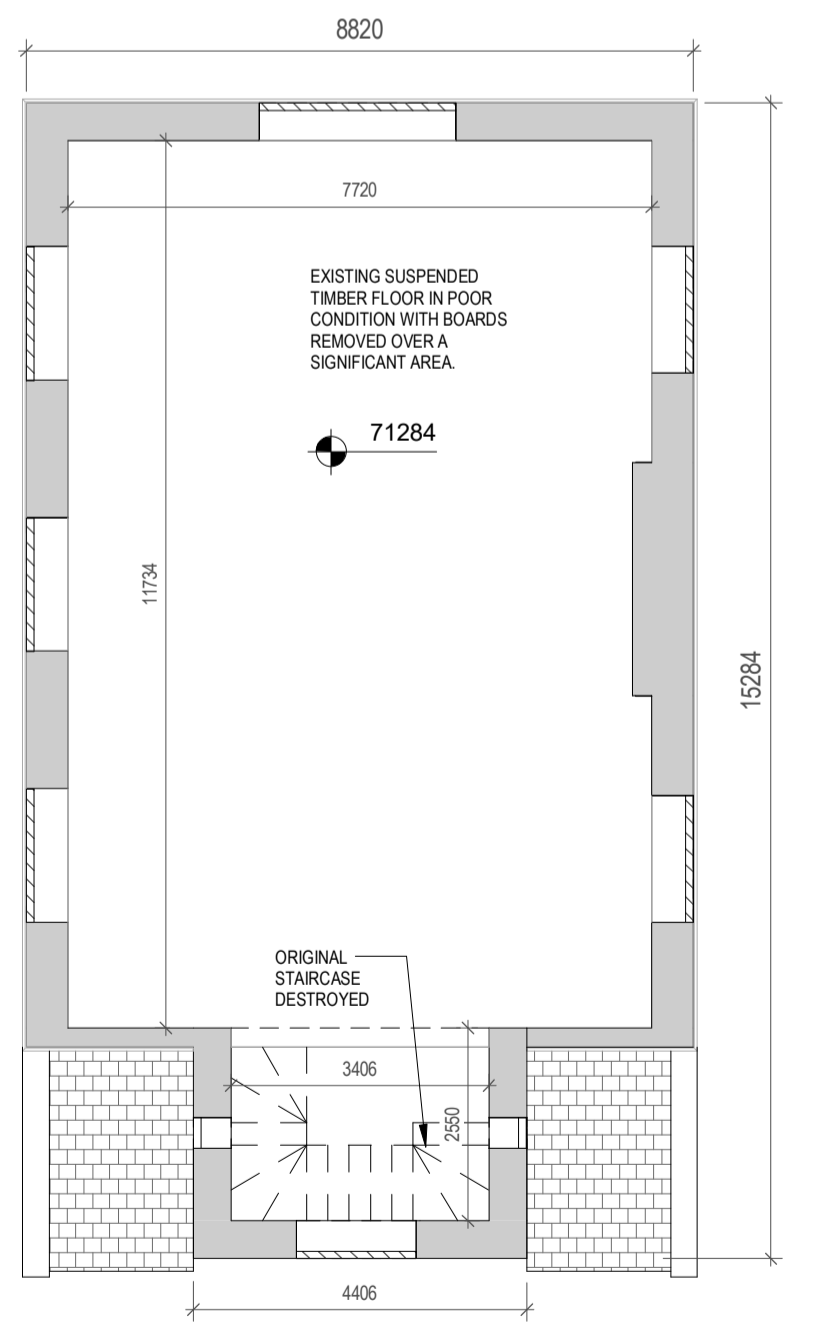 8820
7720
EXISTING SUSPENDED
TIMBER FLOOR IN POOR
CONDITION WITH BOARDS
REMOVED OVER A
SIGNIFICANT AREA.
71284
11734
15284
ORIGINAL
STAIRCASE
DESTROYED
3406
2550
4406